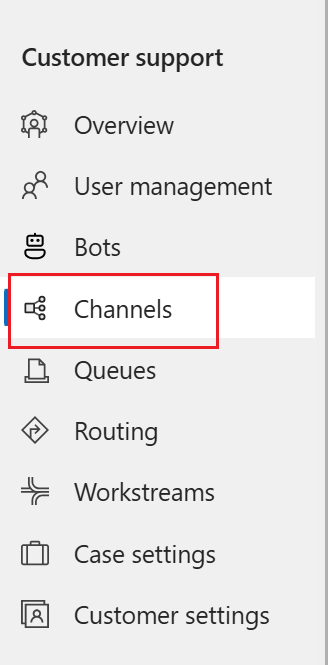 Customer support
Overview
User management
Bots
Channels
Queues
Routing
Workstreams
Case settings
Customer settings